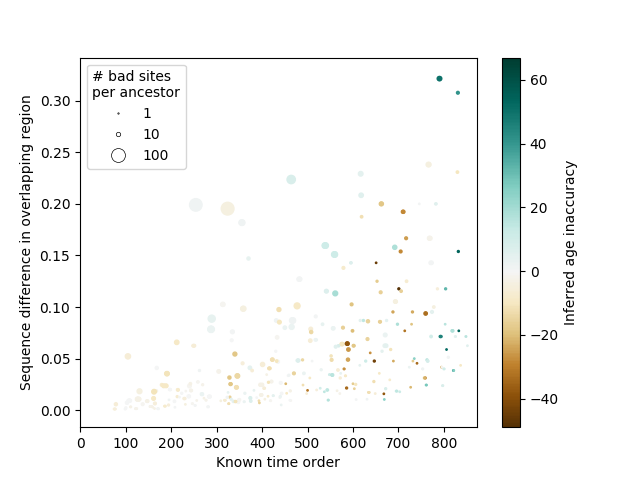 # bad sites
per ancestor
1
10
100
0.30
0.25
0.20
0.15
0.10
0.05
0.00
Sequence difference in overlapping region
0 100 200 300 400 500 600 700 800
Known time order
60
40
20
0
−20
−40
Inferred age inaccuracy